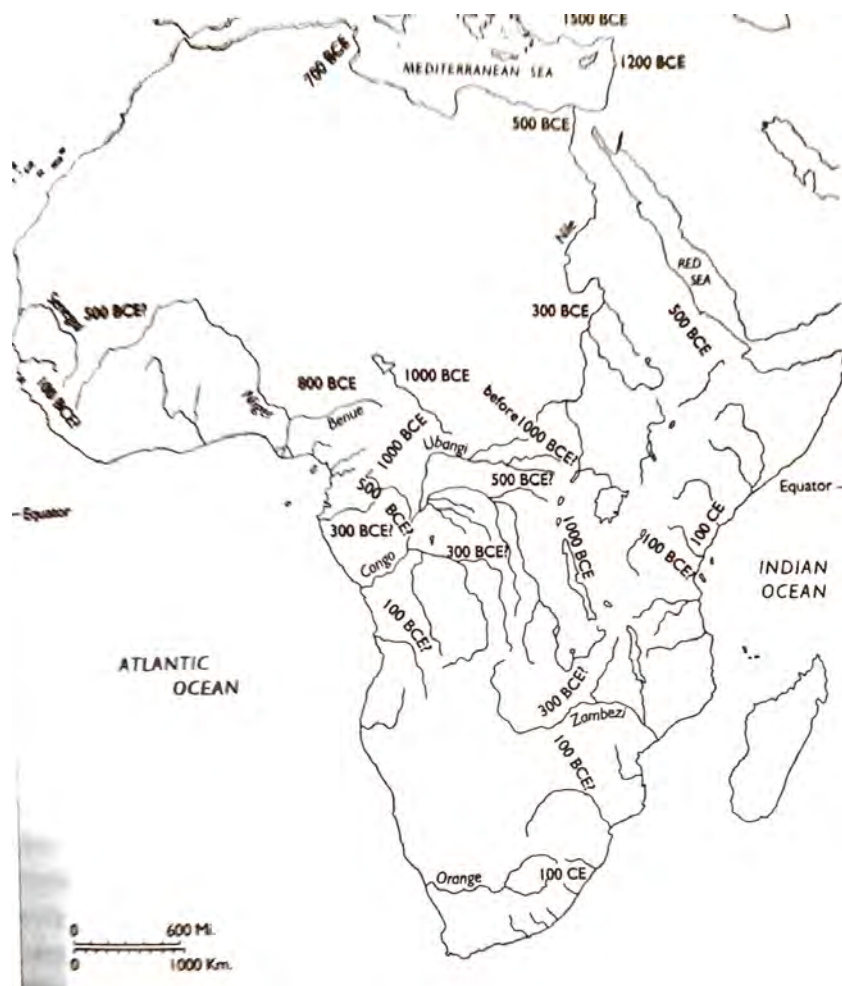 1500 BCE
700 BCE
MEDITERRANEAN SEA
1200 BCE
500 BCE
Nile
RED
SEA
Senegal
500 BCE?
300 BCE
500 BCE
100 BCE?
800 BCE
1000 BCE
before 1000 BCE?
Niger
Benue
1000 BCE
Ubangi
500 BCE?
Equator
Equator
500 BCE?
300 BCE?
300 BCE?
1000 BCE
100 BCE?
100 CE
Congo
INDIAN
OCEAN
100 BCE?
ATLANTIC
OCEAN
300 BCE?
Zambezi
100 BCE?
Orange
100 CE
0 600 Mi.
0 1000 Km.